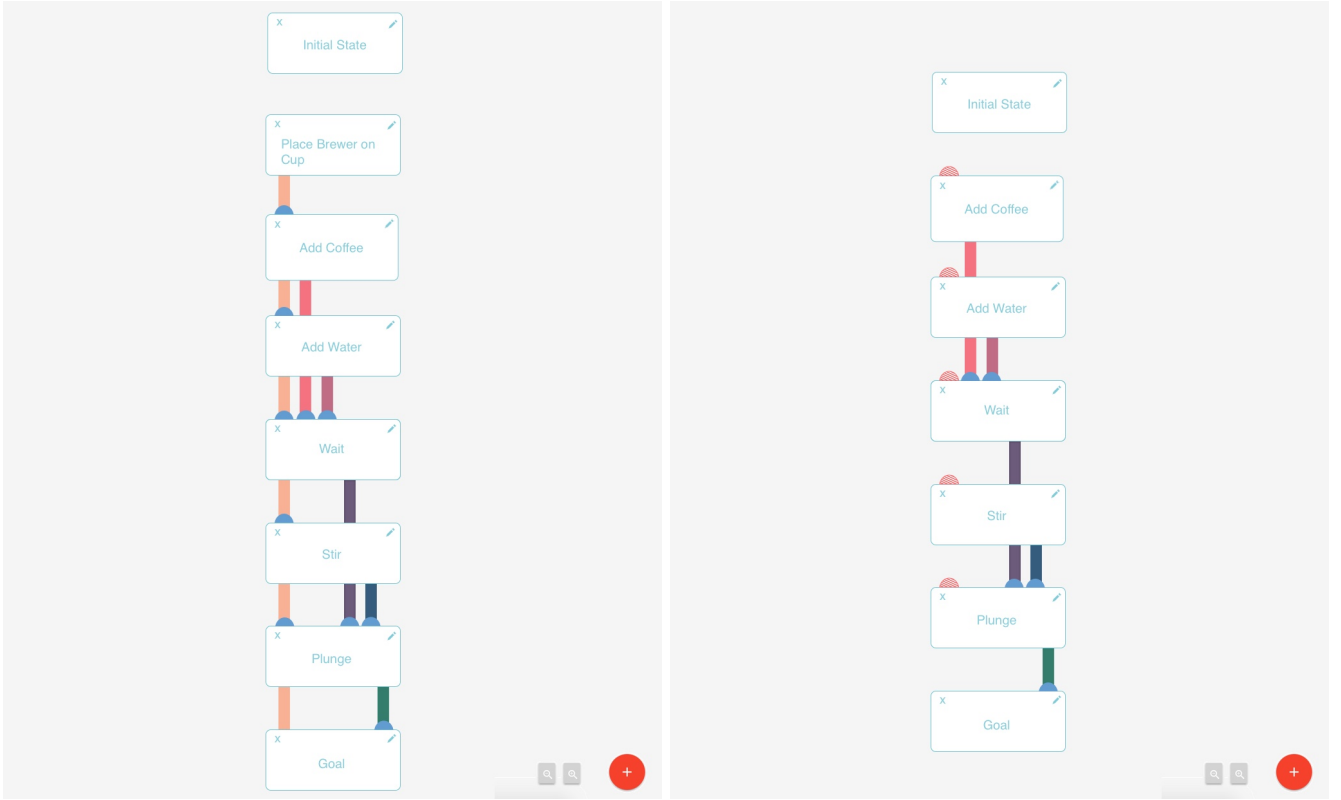 x
Initial State
x
Place Brewer on
Cup
x
Add Coffee
x
Add Water
x
Wait
x
Stir
x
Plunge
x
Goal
+
x
Initial State
x
Add Coffee
x
Add Water
x
Wait
x
Stir
x
Plunge
x
Goal
+